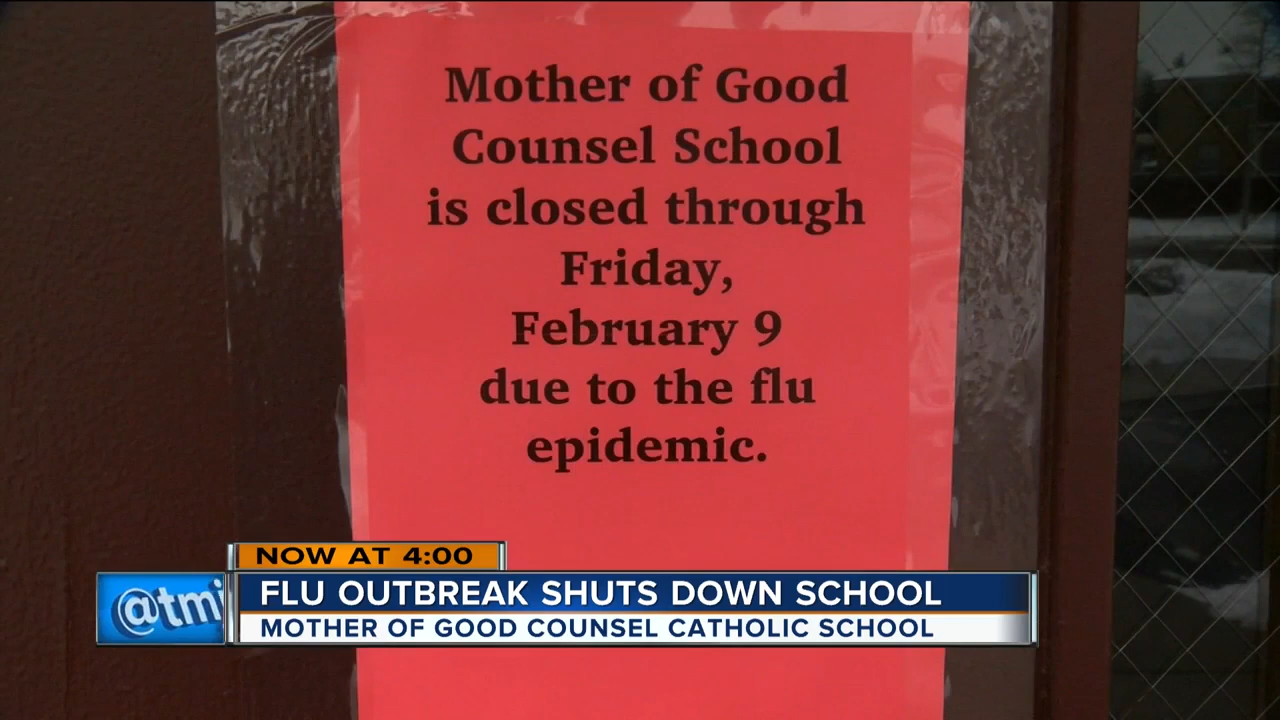 Mother of Good
Counsel School
is closed through
Friday,
February 9
due to the flu
epidemic.
NOW AT 4:00
@tmj
FLU OUTBREAK SHUTS DOWN SCHOOL
MOTHER OF GOOD COUNSEL CATHOLIC SCHOOL